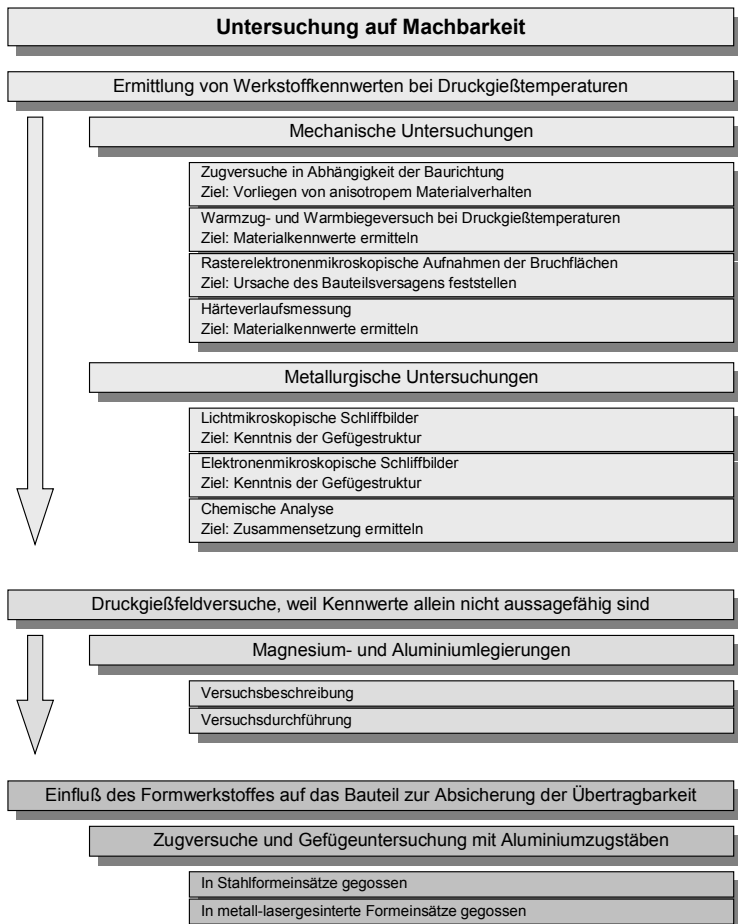 Untersuchung auf Machbarkeit
Ermittlung von Werkstoffkennwerten bei Druckgießtemperaturen
Mechanische Untersuchungen
Zugversuche in Abhängigkeit der Baurichtung
Ziel: Vorliegen von anisotropem Materialverhalten
Warmzug- und Warmbiegeversuch bei Druckgießtemperaturen
Ziel: Materialkennwerte ermitteln
Rasterelektronenmikroskopische Aufnahmen der Bruchflächen
Ziel: Ursache des Bauteilsversagens feststellen
Härteverlaufsmessung
Ziel: Materialkennwerte ermitteln
Metallurgische Untersuchungen
Lichtmikroskopische Schliffbilder
Ziel: Kenntnis der Gefügestruktur
Elektronenmikroskopische Schliffbilder
Ziel: Kenntnis der Gefügestruktur
Chemische Analyse
Ziel: Zusammensetzung ermitteln
Druckgießfeldversuche, weil Kennwerte allein nicht aussagefähig sind
Magnesium- und Aluminiumlegierungen
Versuchsbeschreibung
Versuchsdurchführung
Einfluß des Formwerkstoffes auf das Bauteil zur Absicherung der Übertragbarkeit
Zugversuche und Gefügeuntersuchung mit Aluminiumzugstäben
In Stahlformeinsätze gegossen
In metall-lasergesinterte Formeinsätze gegossen